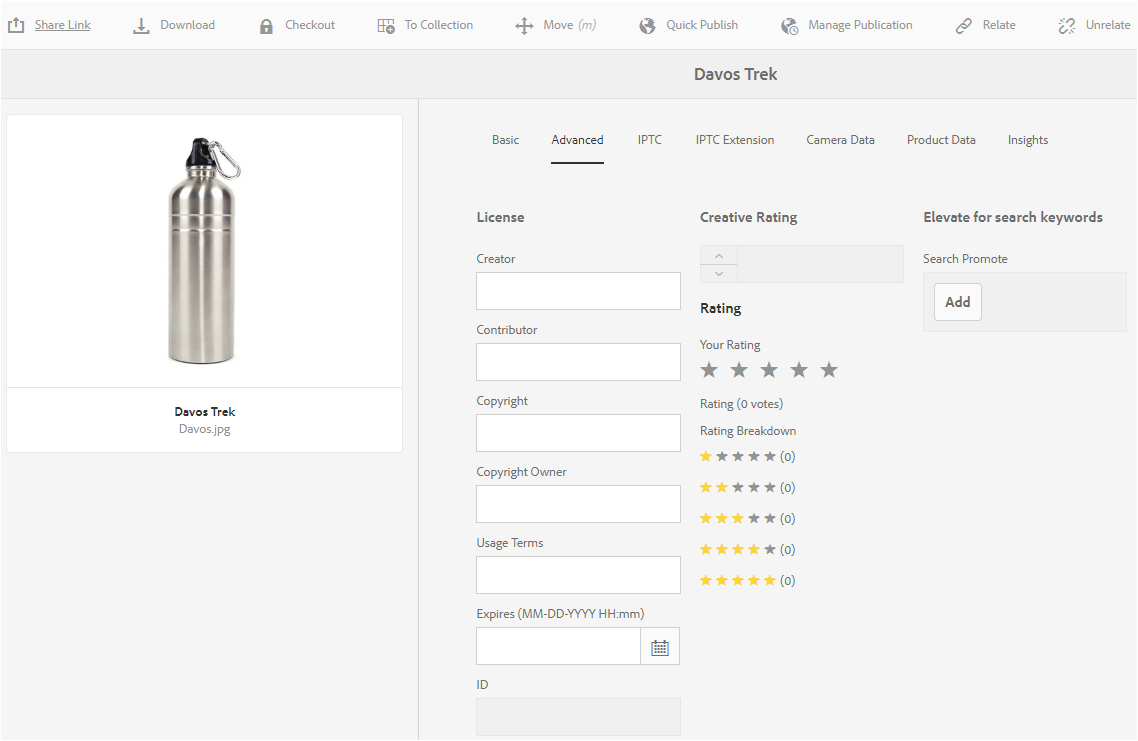 Share Link Download Checkout To Collection Move (m) Quick Publish Manage Publication Relate Unrelate
Davos Trek
Basic Advanced IPTC IPTC Extension Camera Data Product Data Insights
Davos Trek
Davos.jpg
License
Creator
Contributor
Copyright
Copyright Owner
Usage Terms
Expires (MM-DD-YYYY HH:mm)
ID
Creative Rating
Rating
Your Rating
Rating (0 votes)
Rating Breakdown
(0)
(0)
(0)
(0)
(0)
Elevate for search keywords
Search Promote
Add